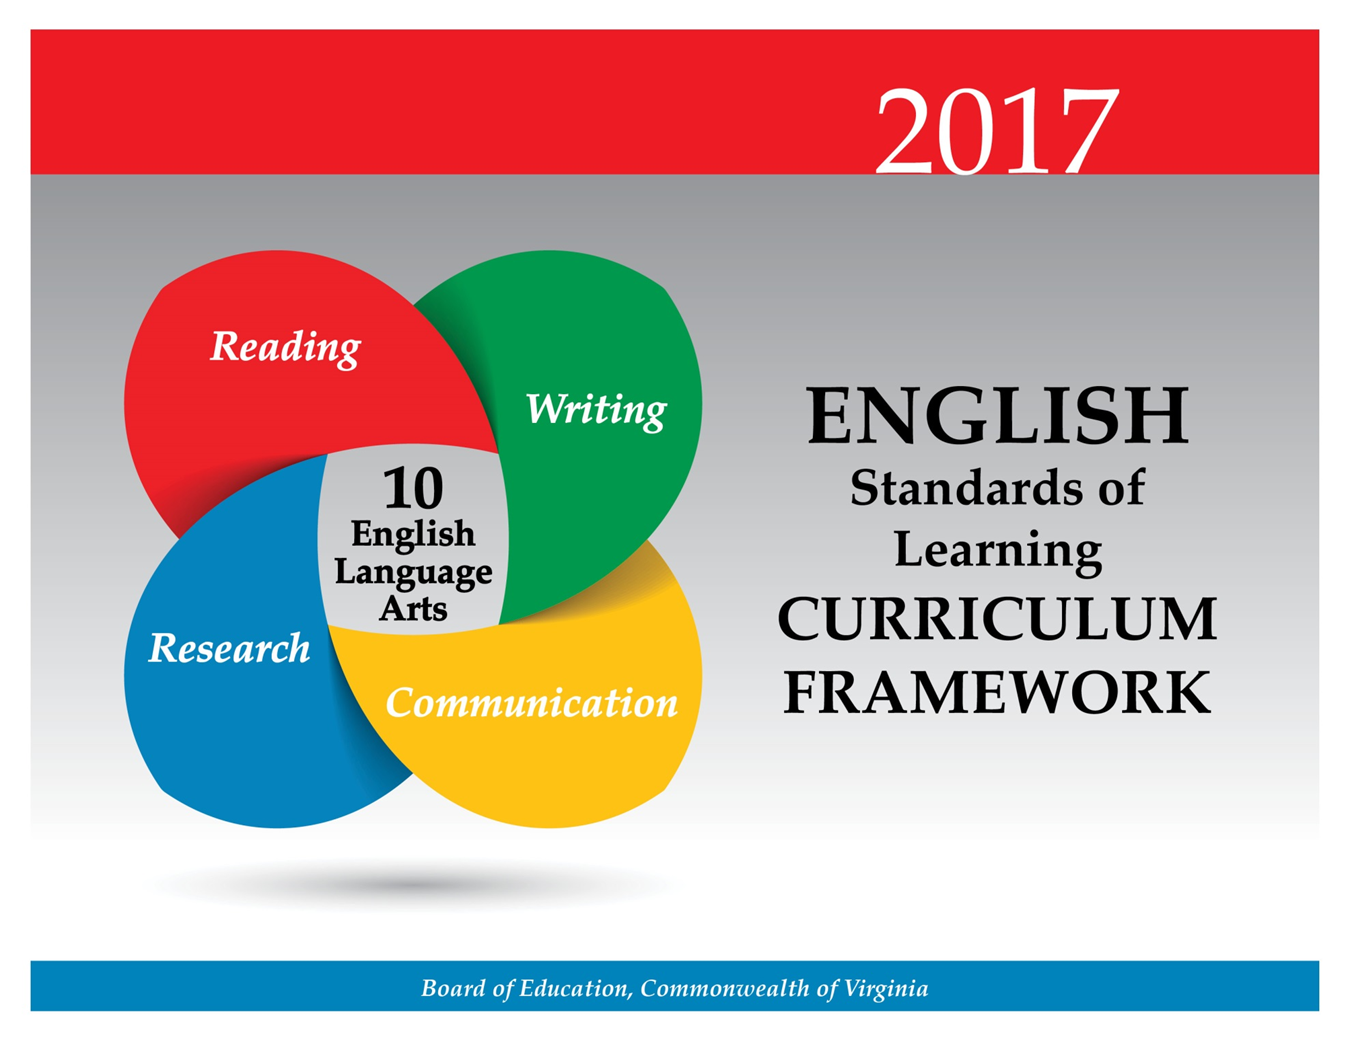 2017
Reading
Writing
10
English
Language
Arts
Research
Communication
ENGLISH
Standards of
Learning
CURRICULUM
FRAMEWORK
Board of Education, Commonwealth of Virginia